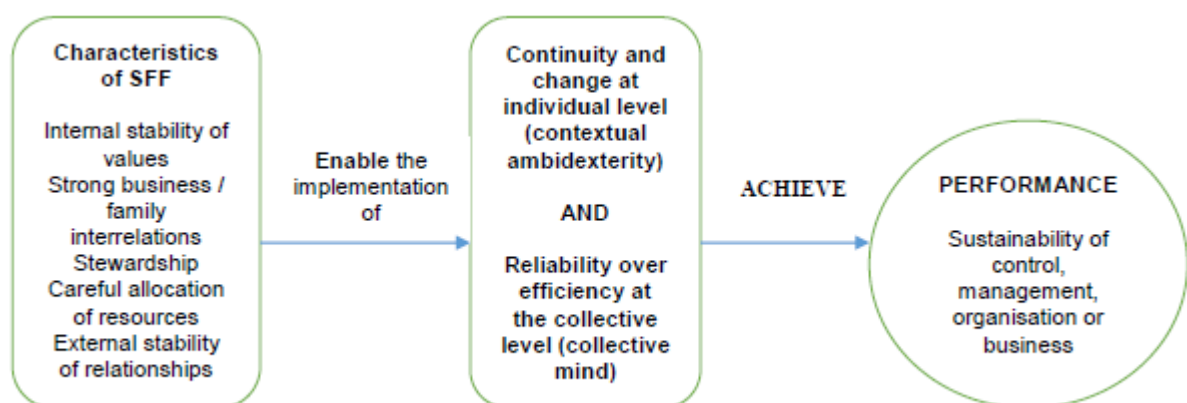 Characteristics
of SFF
Internal stability of
values
Strong business /
family
interrelations
Stewardship
Careful allocation
of resources
External stability
of relationships
Enable the
implementation
of
Continuity and
change at
individual level
(contextual
ambidexterity)
AND
Reliability over
efficiency at
the collective
level (collective
mind)
ACHIEVE
PERFORMANCE
Sustainability of
control,
management,
organisation or
business